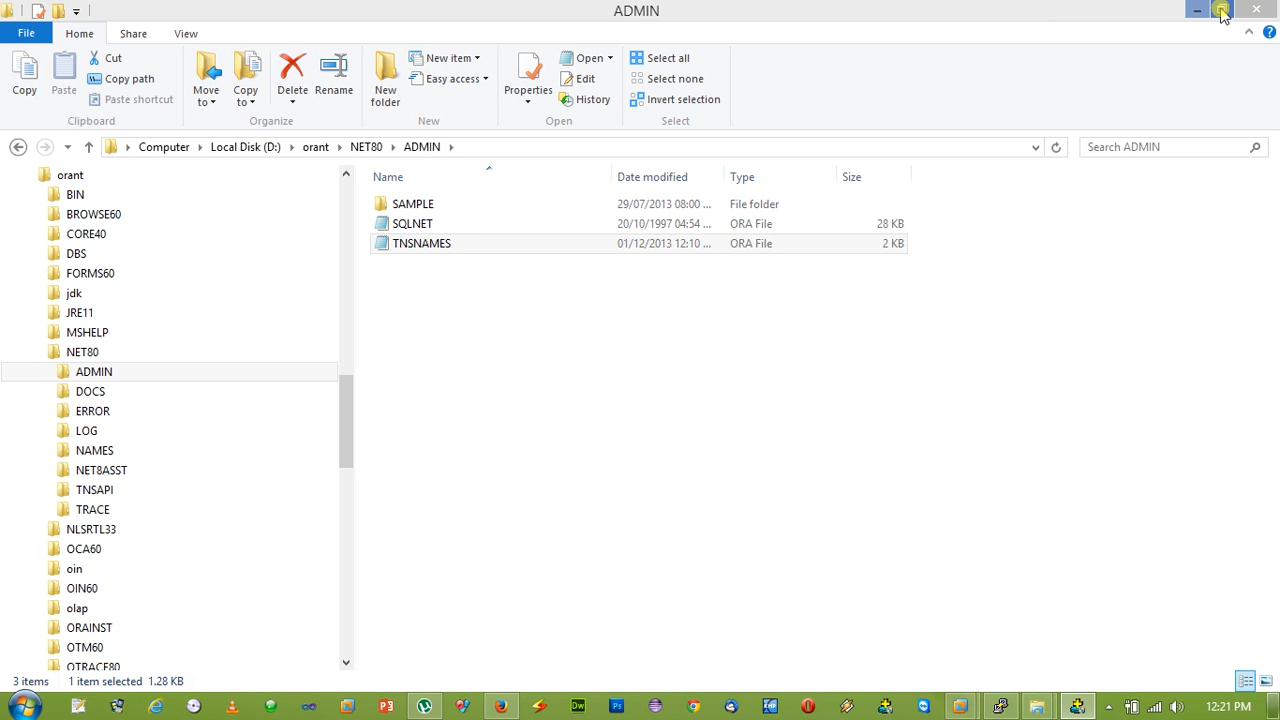 ADMIN
File Home Share View
Copy Paste Cut Copy path Paste shortcut Move to Copy to Delete Rename New folder New item Easy access Properties Open Edit History Select all Select none Invert selection
Clipboard Organize New Open Select
Computer Local Disk (D:) orant NET80 ADMIN Search ADMIN
orant
BIN
BROWSE60
CORE40
DBS
FORMS60
jdk
JRE11
MSHELP
NET80
ADMIN
DOCS
ERROR
LOG
NAMES
NET8ASST
TNSAPI
TRACE
NLSRTL33
OCA60
oin
OIN60
olap
ORAINST
OTM60
OTRACE80
Name Date modified Type Size
SAMPLE 29/07/2013 08:00 ... File folder
SQLNET 20/10/1997 04:54 ... ORA File 28 KB
TNSNAMES 01/12/2013 12:10 ... ORA File 2 KB
3 items 1 item selected 1.28 KB
12:21 PM